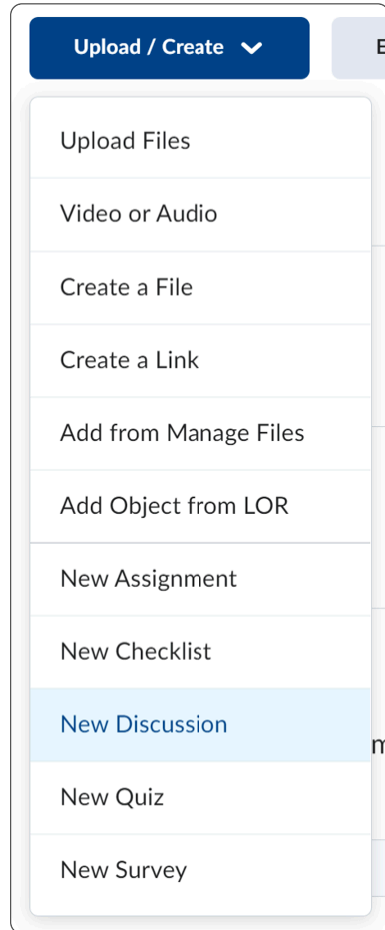 Upload / Create
Upload Files
Video or Audio
Create a File
Create a Link
Add from Manage Files
Add Object from LOR
New Assignment
New Checklist
New Discussion
New Quiz
New Survey